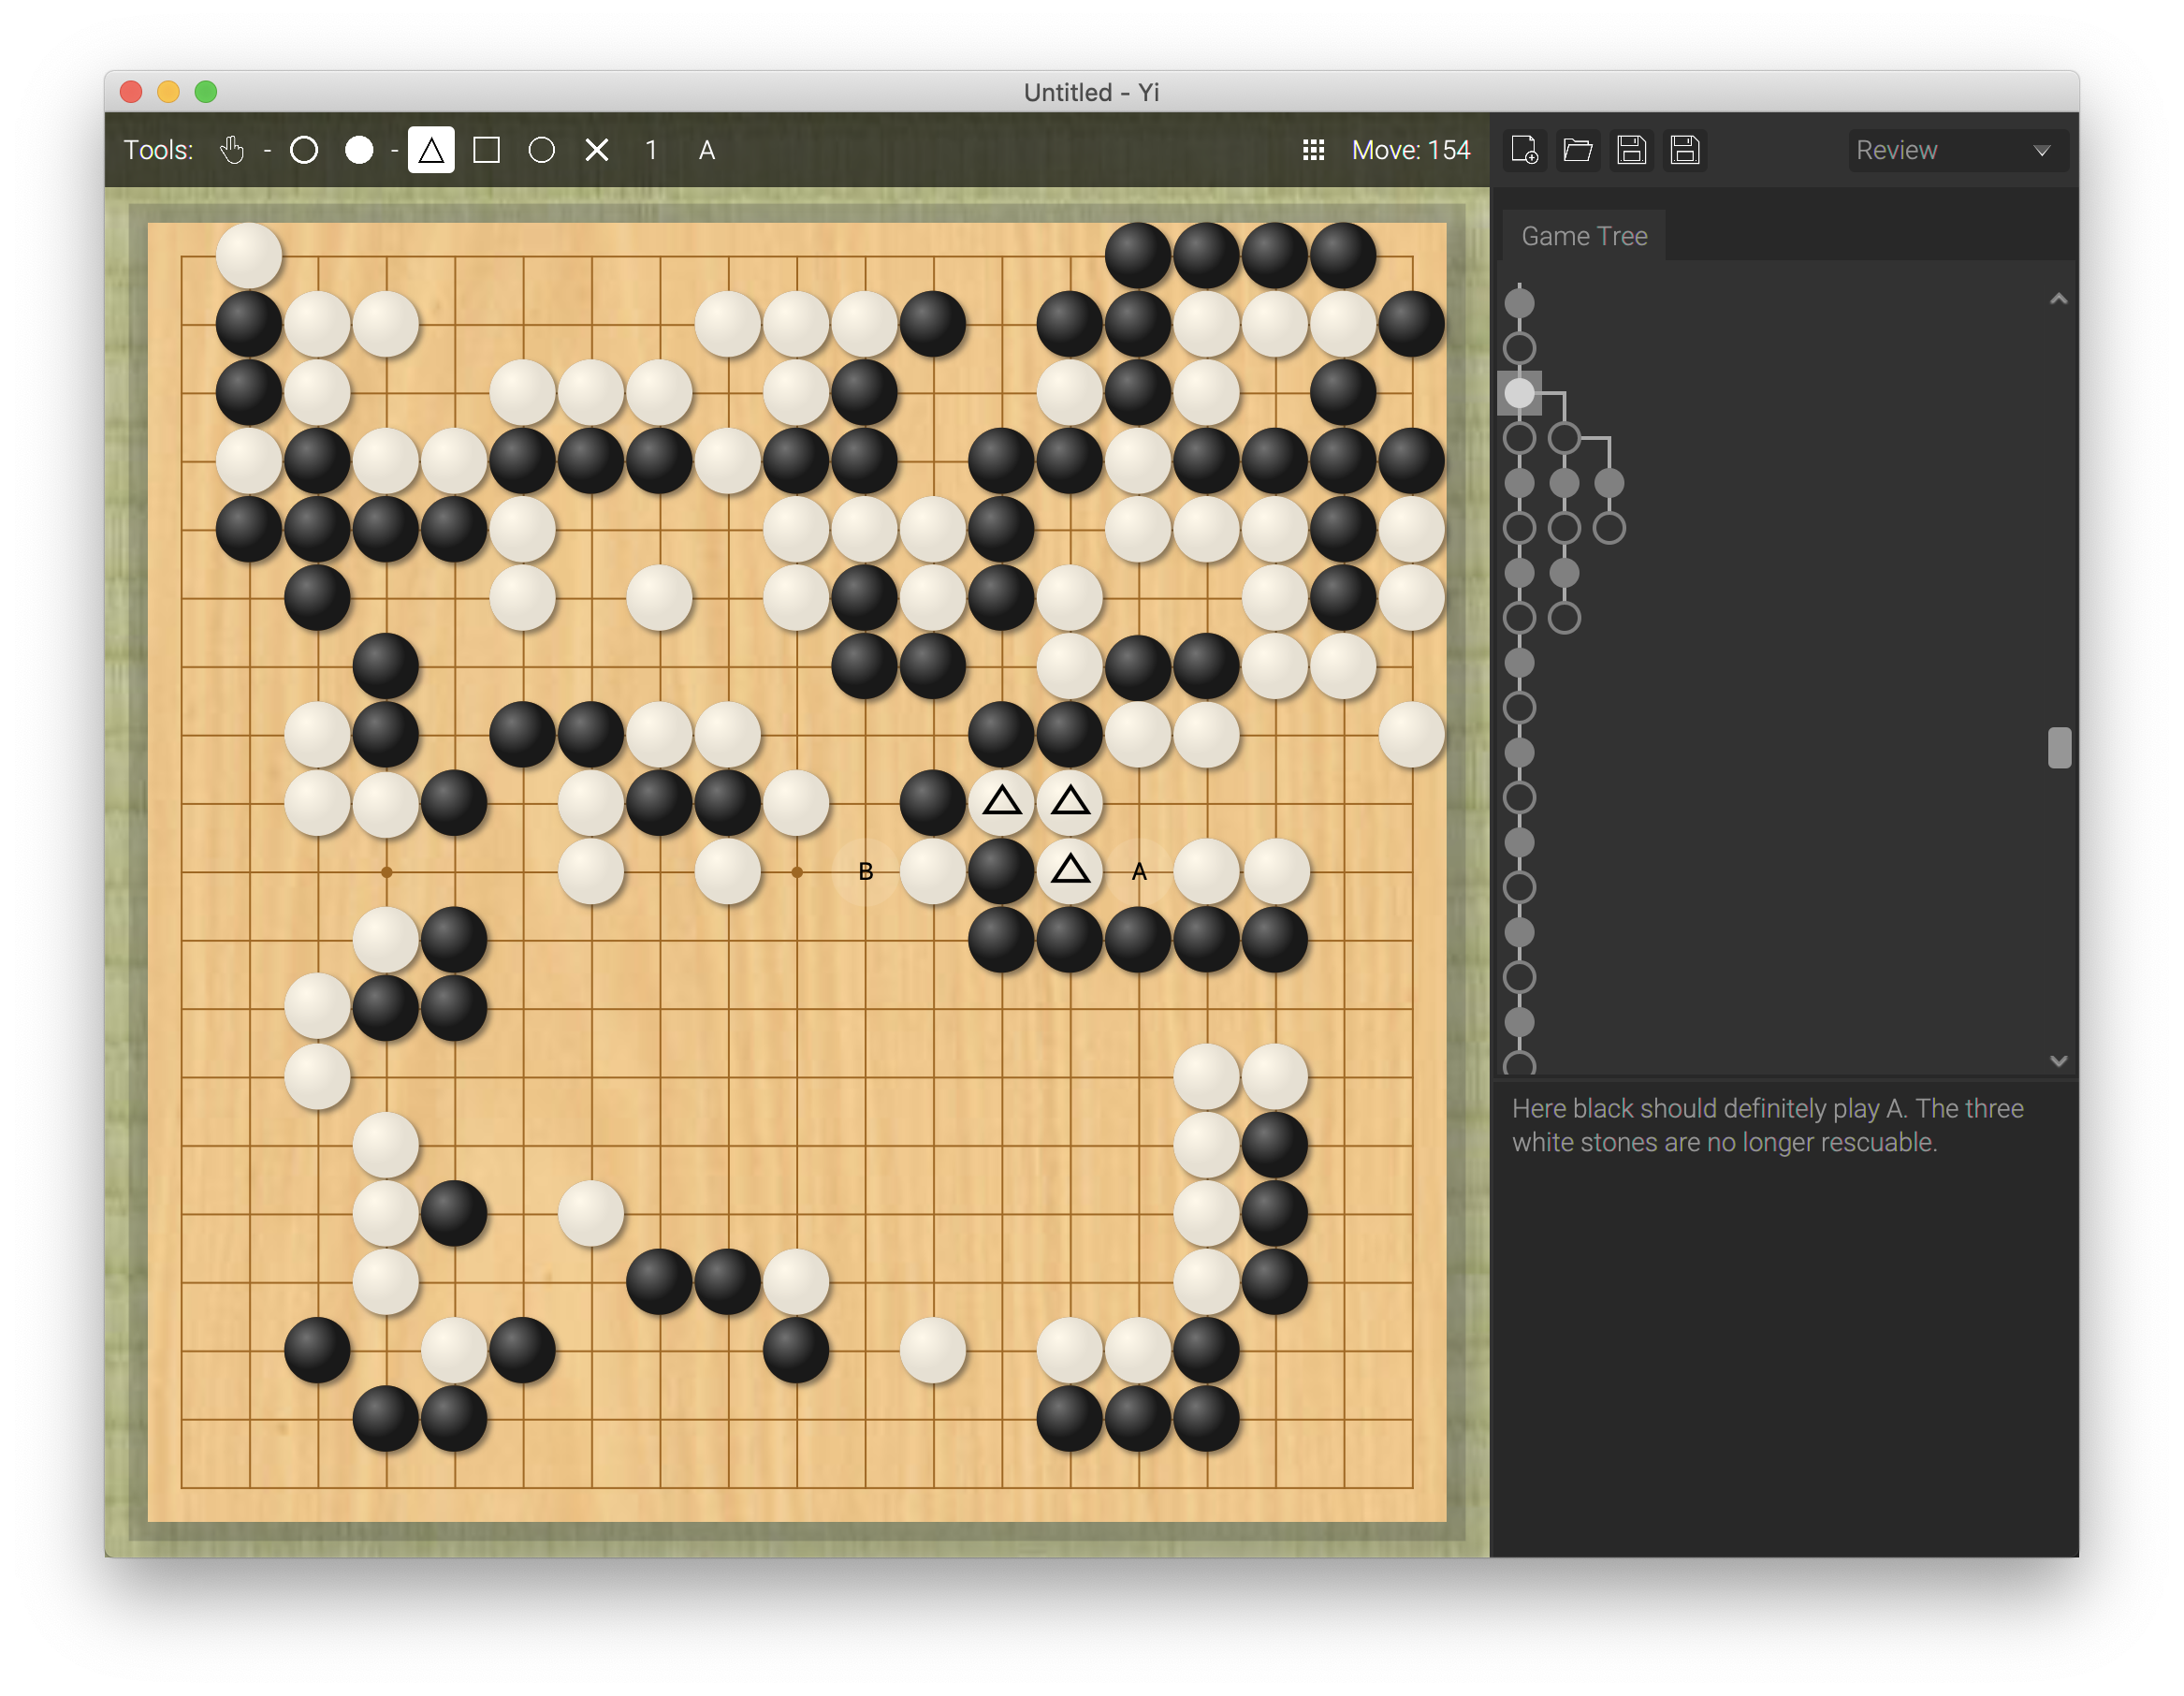 Untitled - Yi
Tools: - - 1 A
Move: 154
Review
Game Tree
B A
Here black should definitely play A. The three
white stones are no longer rescuable.